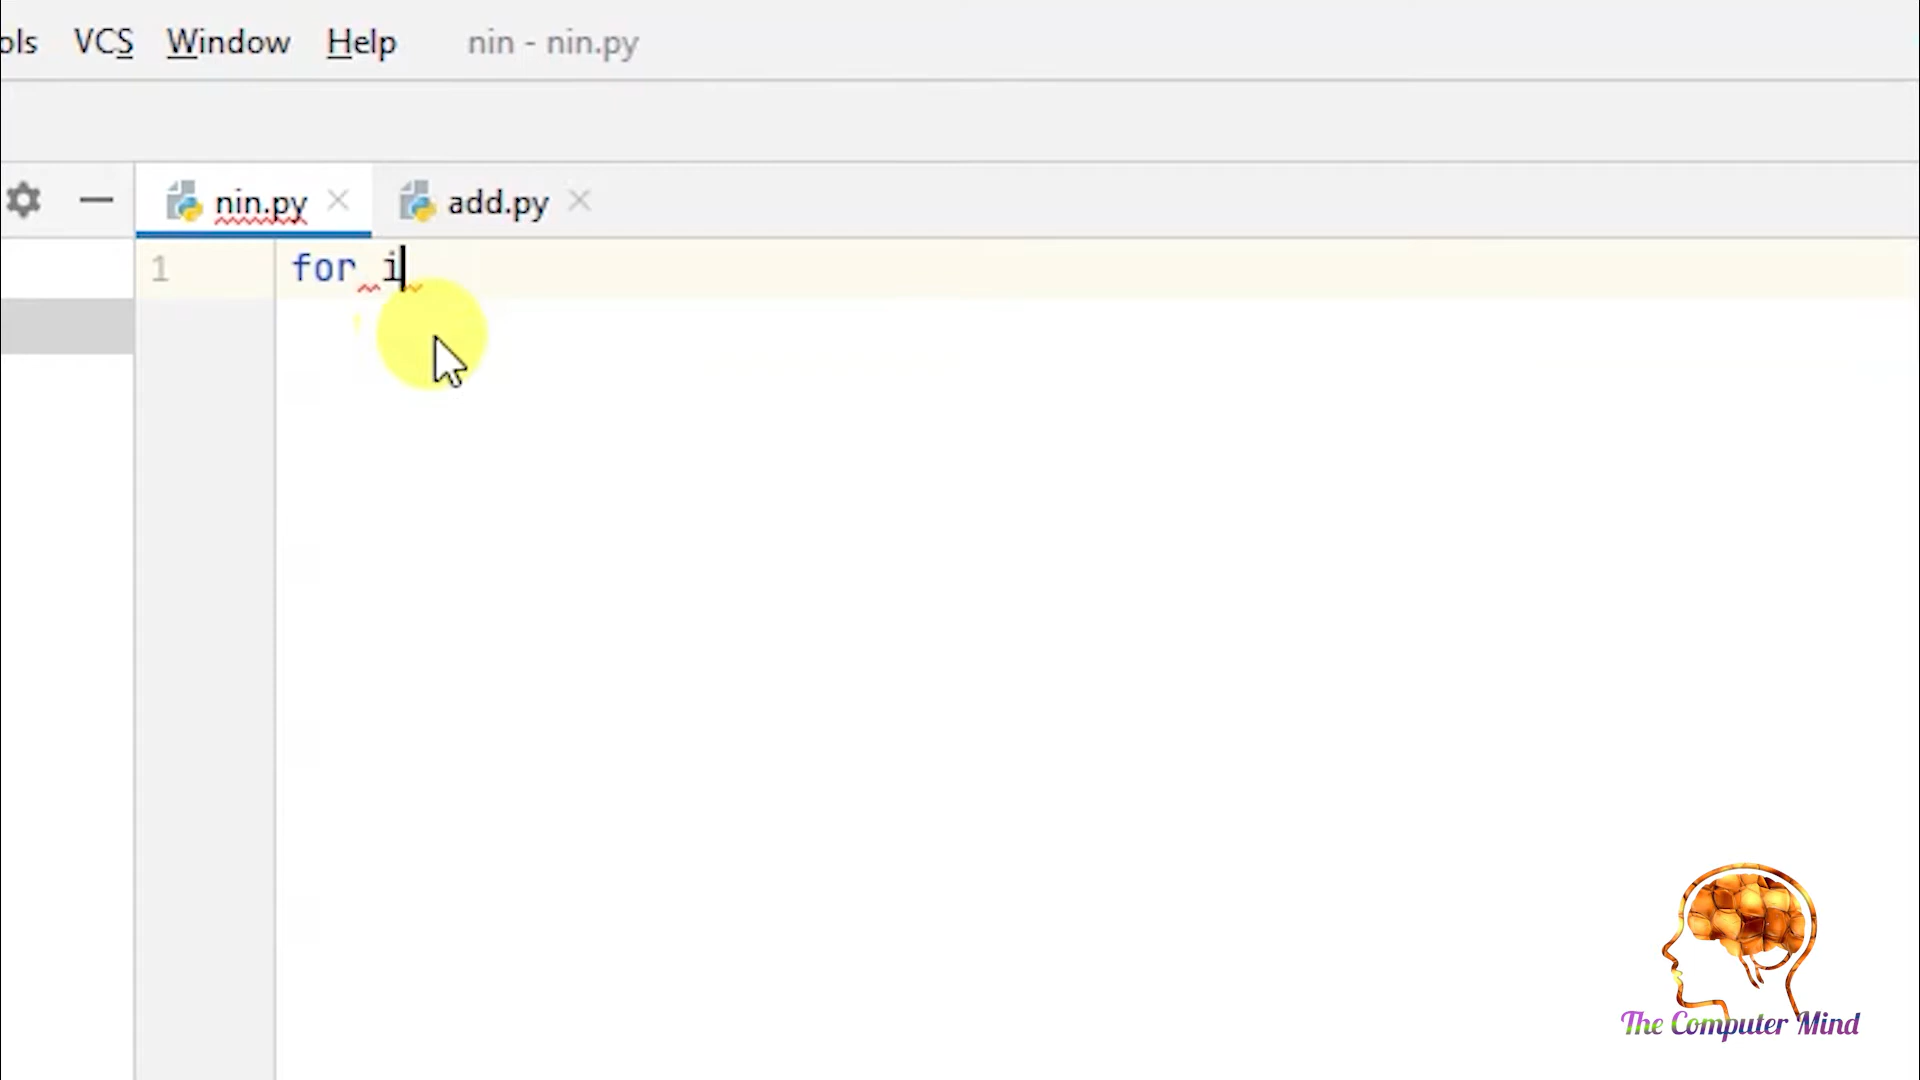 ols VCS Window Help nin - nin.py
nin.py add.py
1 for i
The Computer Mind